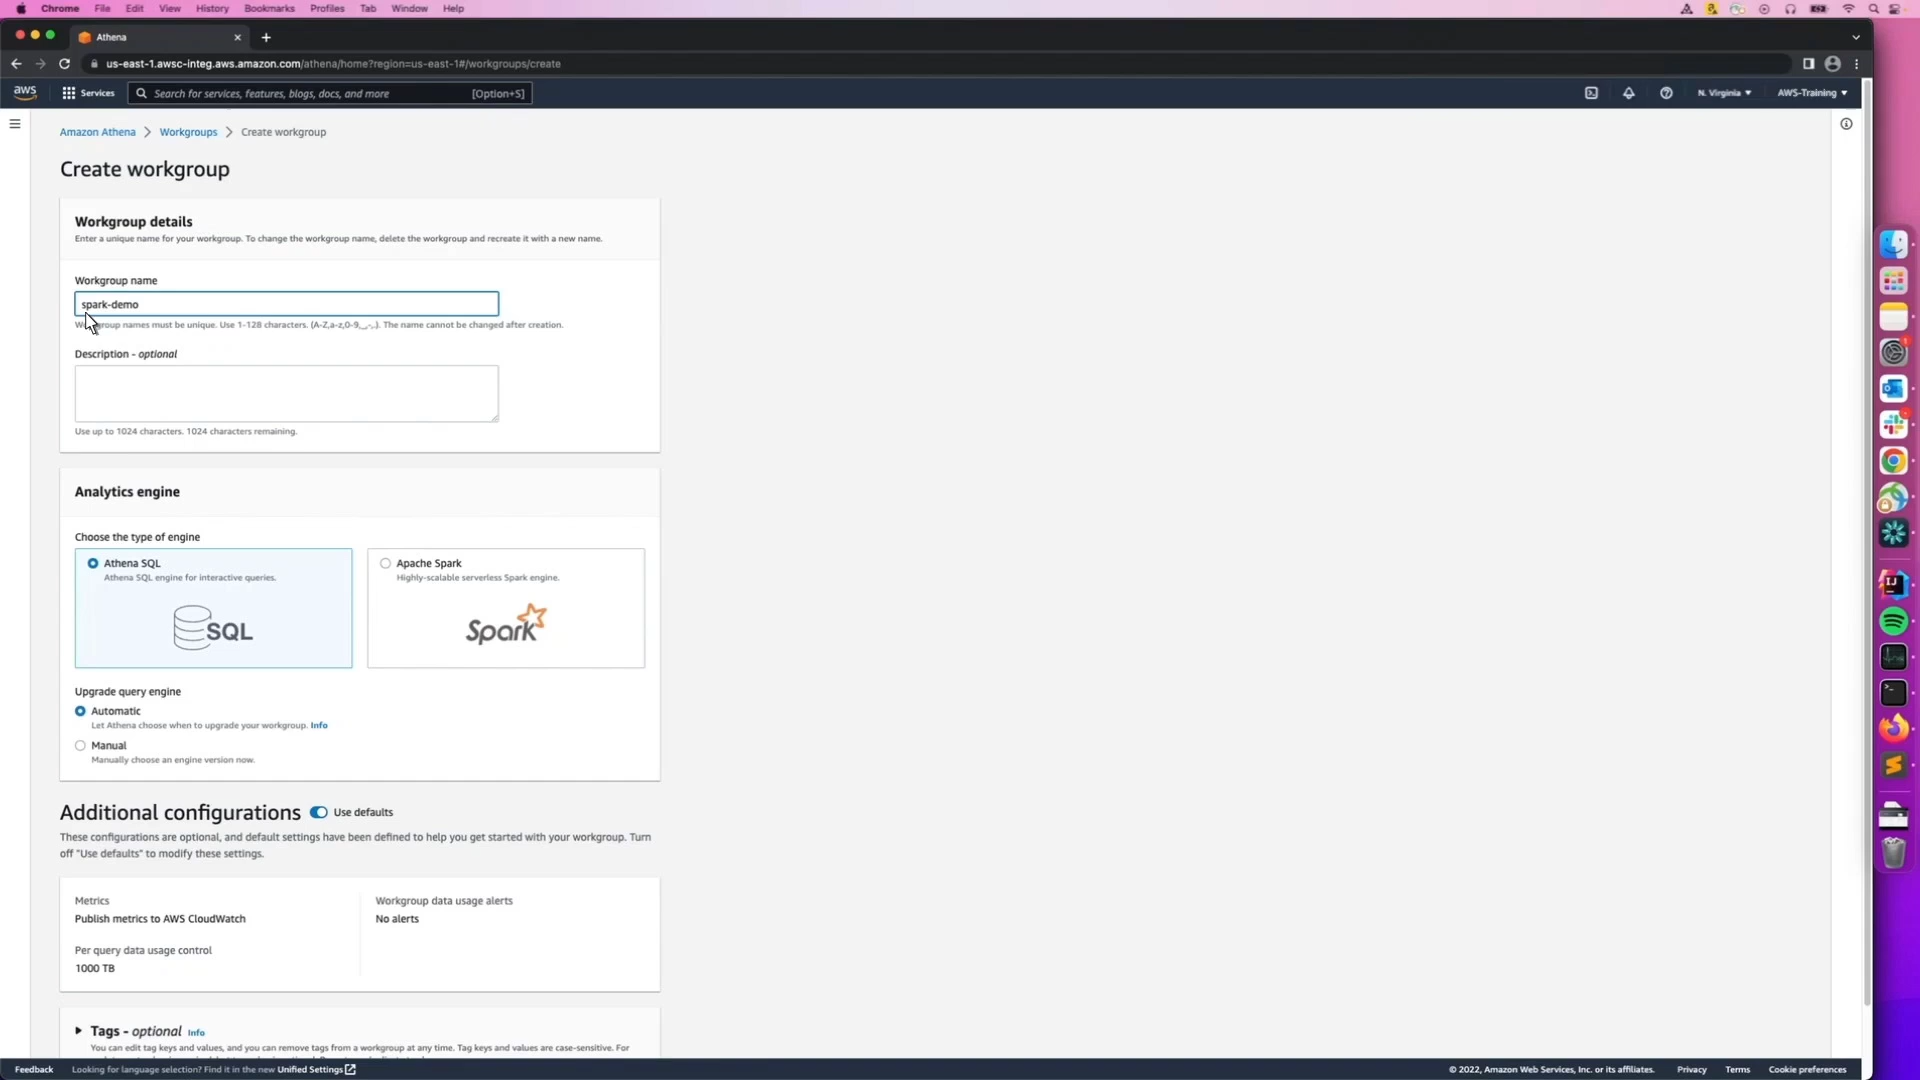 Chrome File Edit View History Bookmarks Profiles Tab Window Help
Athena
us-east-1.awsc-integ.aws.amazon.com/athena/home?region=us-east-1#/workgroups/create
aws Services Search for services, features, blogs, docs, and more [Option+S] N. Virginia AWS-Training
Amazon Athena Workgroups Create workgroup
Create workgroup
Workgroup details
Enter a unique name for your workgroup. To change the workgroup name, delete the workgroup and recreate it with a new name.
Workgroup name
spark-demo
names must be unique. Use 1-128 characters. (A-Z,a-z,0-9,_,-,.). The name cannot be changed after creation.
Description - optional
Use up to 1024 characters. 1024 characters remaining.
Analytics engine
Choose the type of engine
Athena SQL
Athena SQL engine for interactive queries.
SQL
Apache Spark
Highly-scalable serverless Spark engine.
Spark
Upgrade query engine
Automatic
Let Athena choose when to upgrade your workgroup. Info
Manual
Manually choose an engine version now.
Additional configurations Use defaults
These configurations are optional, and default settings have been defined to help you get started with your workgroup. Turn
off "Use defaults" to modify these settings.
Metrics
Publish metrics to AWS CloudWatch
Per query data usage control
1000 TB
Workgroup data usage alerts
No alerts
Tags - optional Info
You can edit tag keys and values, and you can remove tags from a workgroup at any time. Tag keys and values are case-sensitive. For
Feedback Looking for language selection? Find it in the new Unified Settings © 2022, Amazon Web Services, Inc. or its affiliates. Privacy Terms Cookie preferences